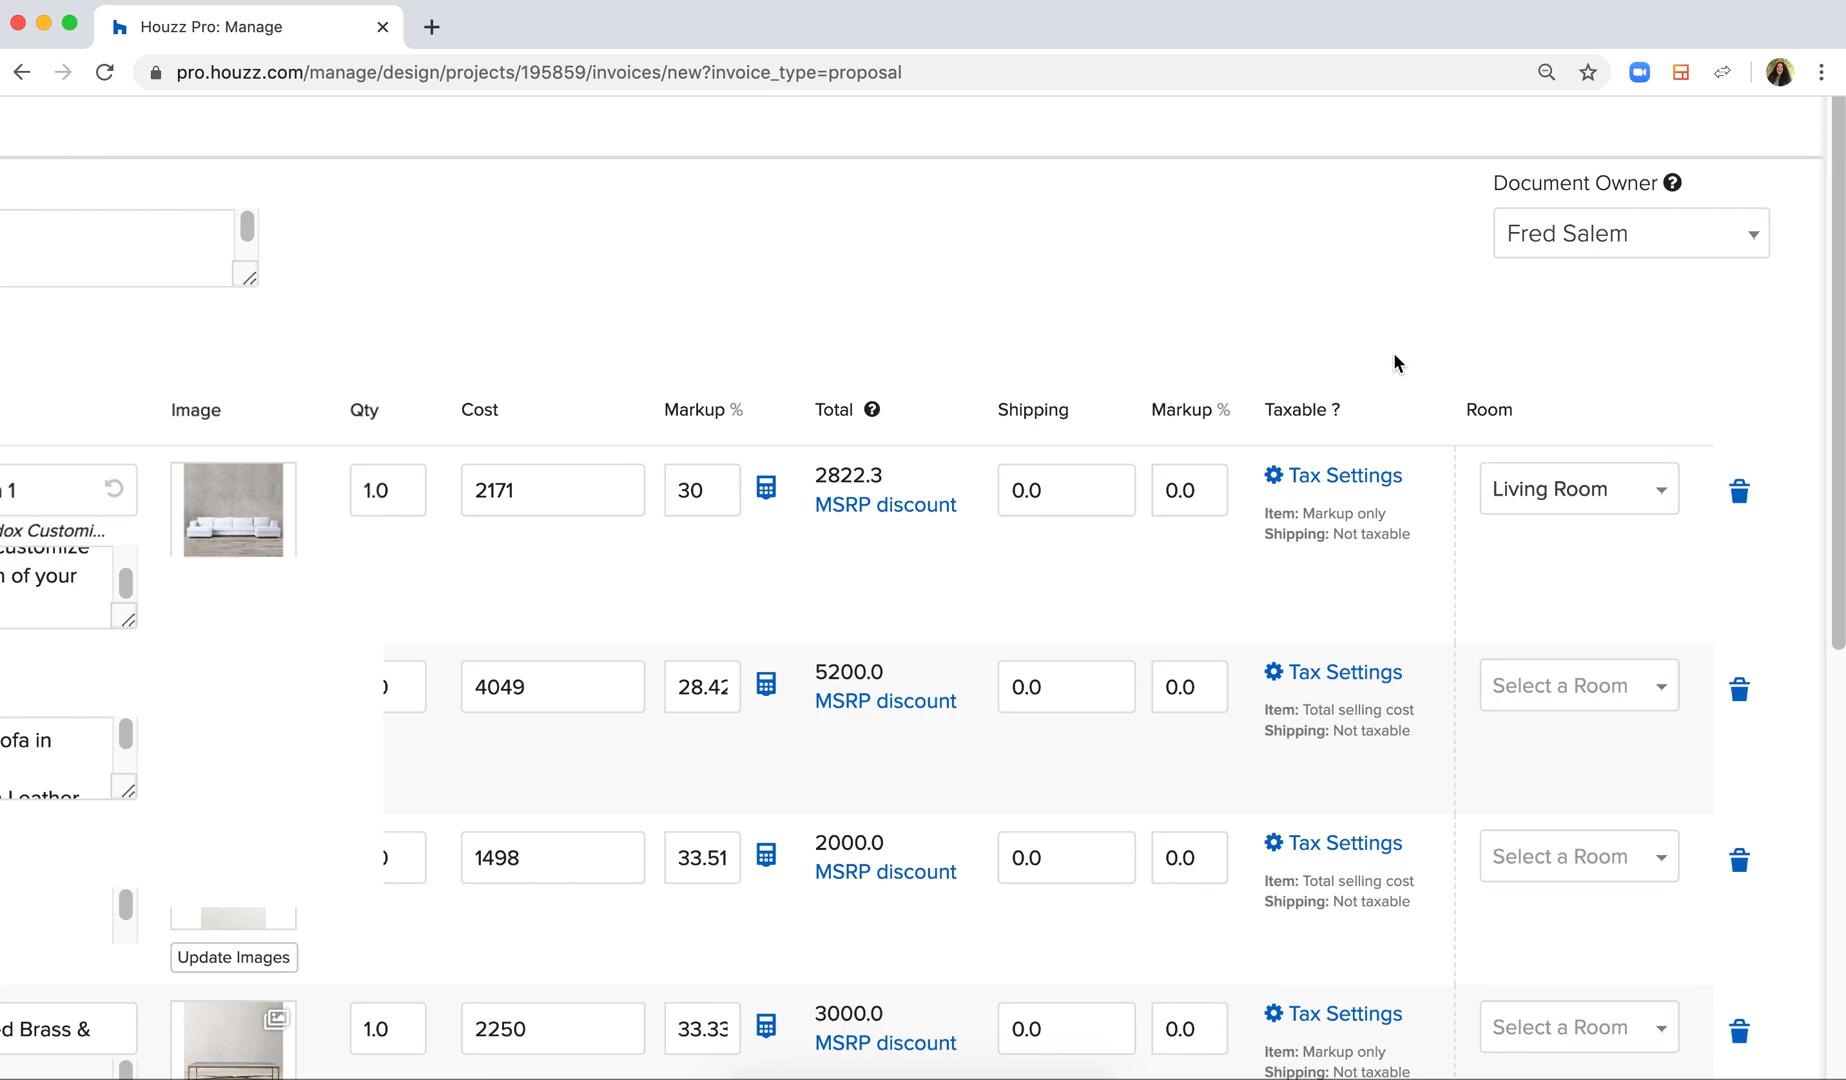 Houzz Pro: Manage
pro.houzz.com/manage/design/projects/195859/invoices/new?invoice_type=proposal
Document Owner ?
Fred Salem
Image Qty Cost Markup % Total ? Shipping Markup % Taxable ? Room
1 1.0 2171 30 2822.3 0.0 0.0 Tax Settings Living Room
MSRP discount
Item: Markup only
dox Customi... Shipping: Not taxable
customize
of your
4049 28.42 5200.0 0.0 0.0 Tax Settings Select a Room
MSRP discount
Item: Total selling cost
Shipping: Not taxable
ofa in
Leather
1498 33.51 2000.0 0.0 0.0 Tax Settings Select a Room
MSRP discount
Item: Total selling cost
Shipping: Not taxable
Update Images
ed Brass & 1.0 2250 33.33 3000.0 0.0 0.0 Tax Settings Select a Room
MSRP discount
Item: Markup only
Shipping: Not taxable